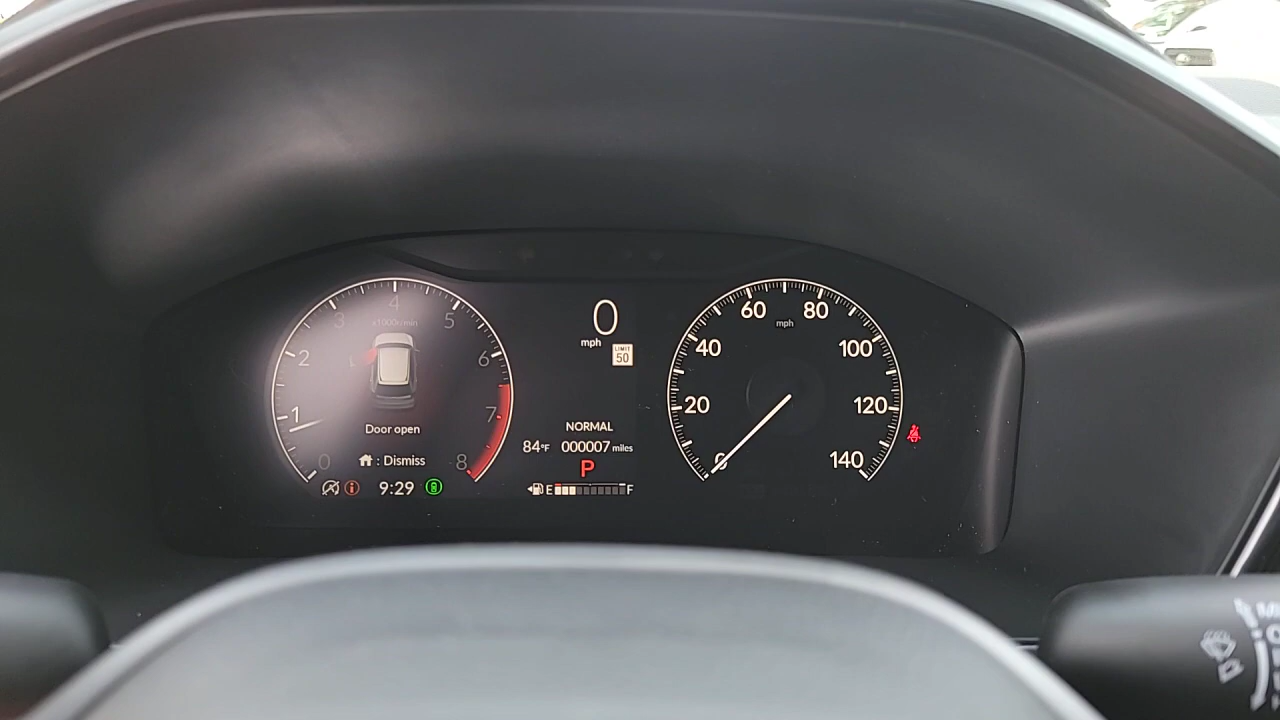 4
3
5
x1000r/min
2
6
1
7
Door open
0
: Dismiss
8
9:29
0
mph
LIMIT
50
NORMAL
84°F 000007 miles
P
E F
60 80
mph
40 100
20 120
0 140